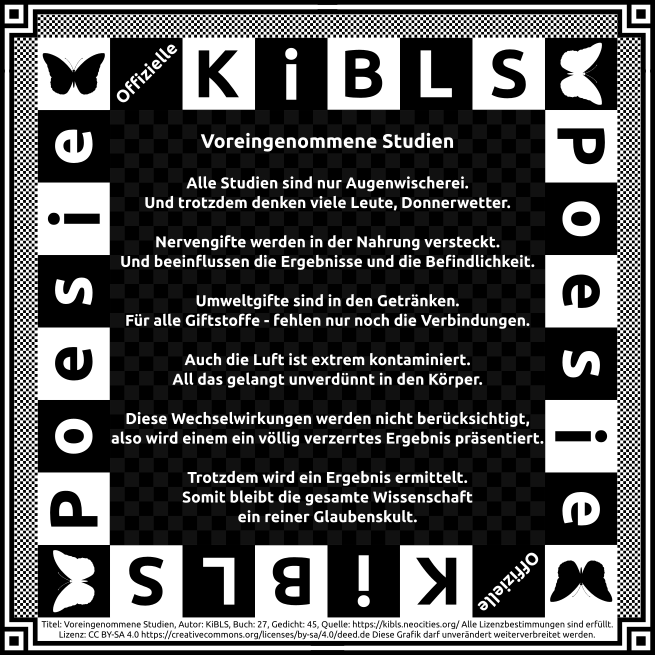 Offizielle
KiBLS
Poesie
Poesie
Voreingenommene Studien
Alle Studien sind nur Augenwischerei.
Und trotzdem denken viele Leute, Donnerwetter.
Nervengifte werden in der Nahrung versteckt.
Und beeinflussen die Ergebnisse und die Befindlichkeit.
Umweltgifte sind in den Getränken.
Für alle Giftstoffe - fehlen nur noch die Verbindungen.
Auch die Luft ist extrem kontaminiert.
All das gelangt unverdünnt in den Körper.
Diese Wechselwirkungen werden nicht berücksichtigt,
also wird einem ein völlig verzerrtes Ergebnis präsentiert.
Trotzdem wird ein Ergebnis ermittelt.
Somit bleibt die gesamte Wissenschaft
ein reiner Glaubenskult.
Offizielle
KiBLS
Titel: Voreingenommene Studien, Autor: KiBLS, Buch: 27, Gedicht: 45, Quelle: https://kibls.neocities.org/ Alle Lizenzbestimmungen sind erfüllt.
Lizenz: CC BY-SA 4.0 https://creativecommons.org/licenses/by-sa/4.0/deed.de Diese Grafik darf unverändert weiterverbreitet werden.